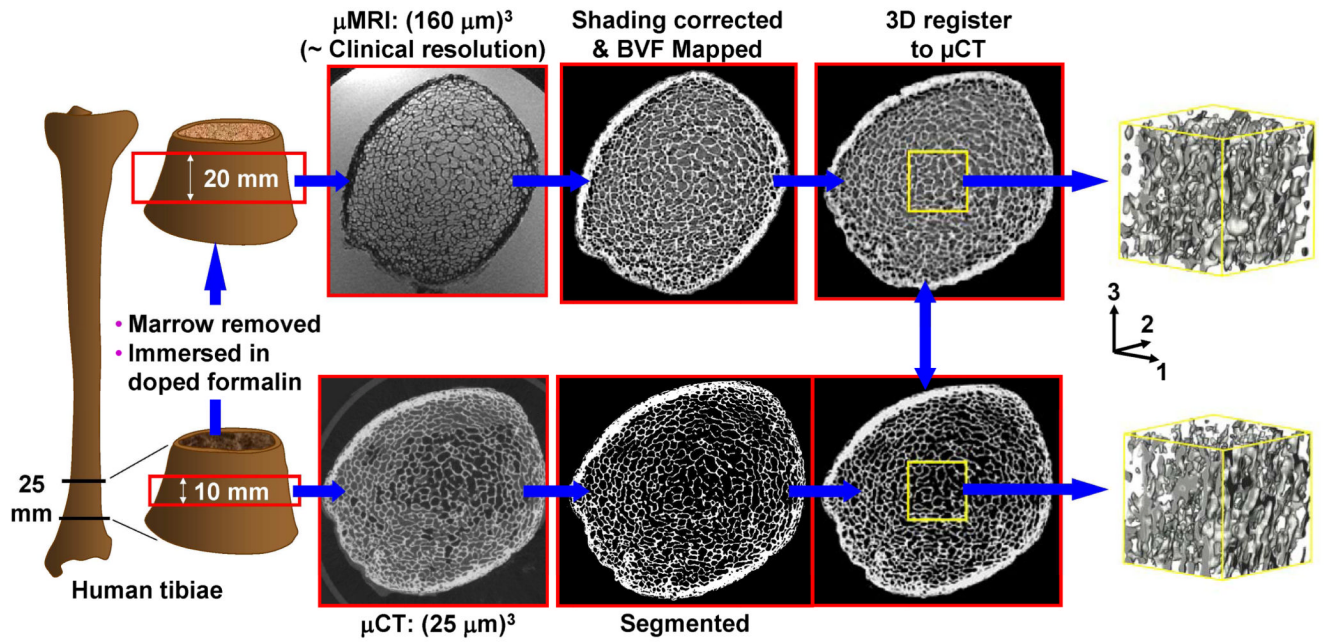 µMRI: (160 µm)³
(~ Clinical resolution)
Shading corrected
& BVF Mapped
3D register
to µCT
20 mm
• Marrow removed
• Immersed in
doped formalin
3
2
1
25
mm
10 mm
Human tibiae
µCT: (25 µm)³
Segmented